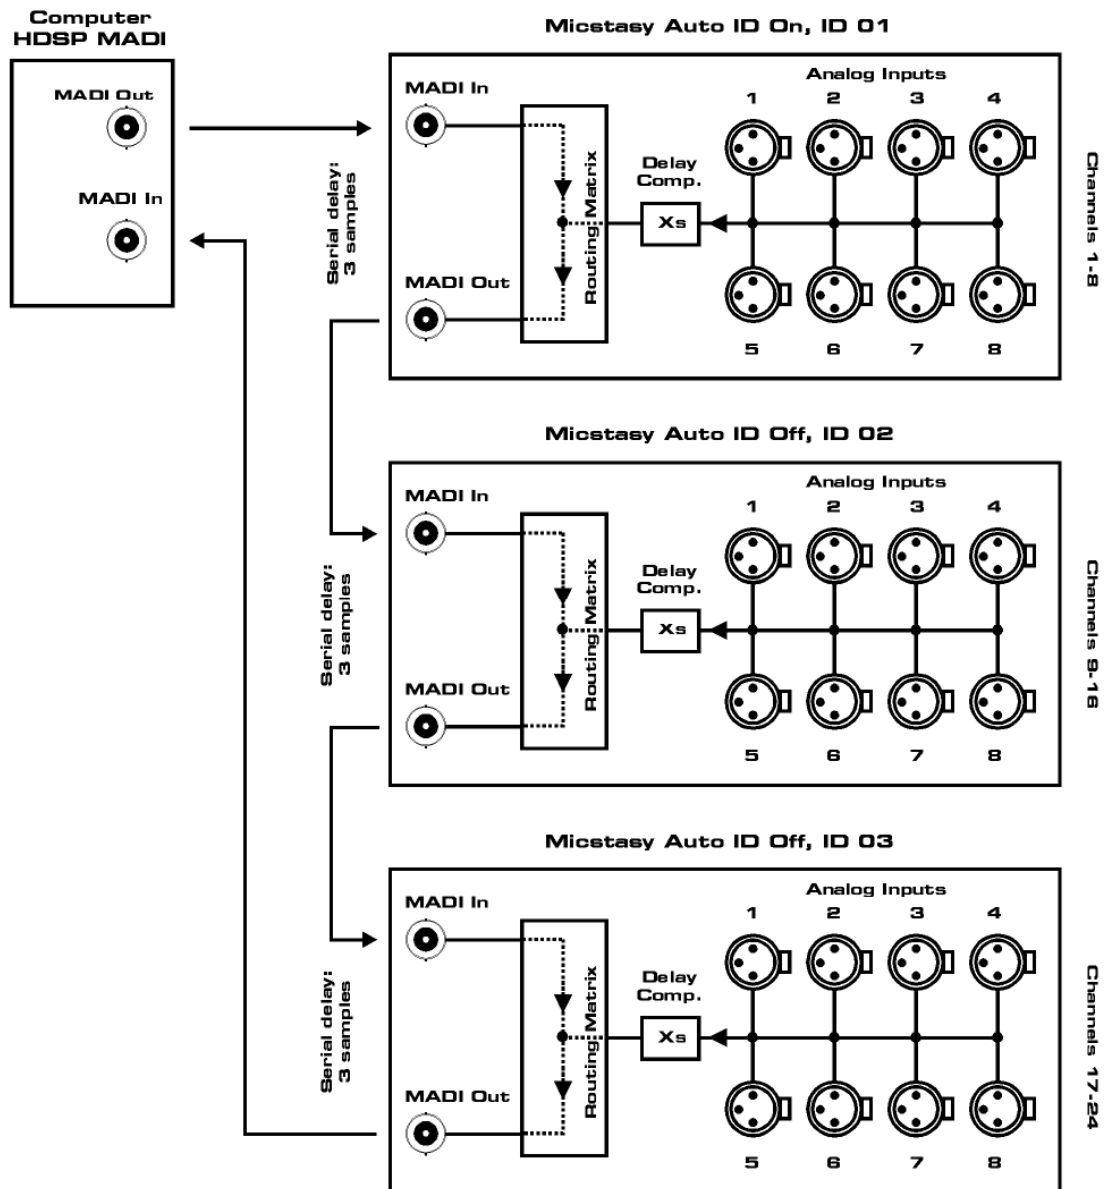 Computer
HDSP MADI
MADI Out
MADI In
Micstasy Auto ID On, ID 01
MADI In
MADI Out
Serial delay:
3 samples
Routing Matrix
Delay
Comp.
Xs
Analog Inputs
1 2 3 4
5 6 7 8
Channels 1-8
Micstasy Auto ID Off, ID 02
MADI In
MADI Out
Serial delay:
3 samples
Routing Matrix
Delay
Comp.
Xs
Analog Inputs
1 2 3 4
5 6 7 8
Channels 9-16
Micstasy Auto ID Off, ID 03
MADI In
MADI Out
Serial delay:
3 samples
Routing Matrix
Delay
Comp.
Xs
Analog Inputs
1 2 3 4
5 6 7 8
Channels 17-24